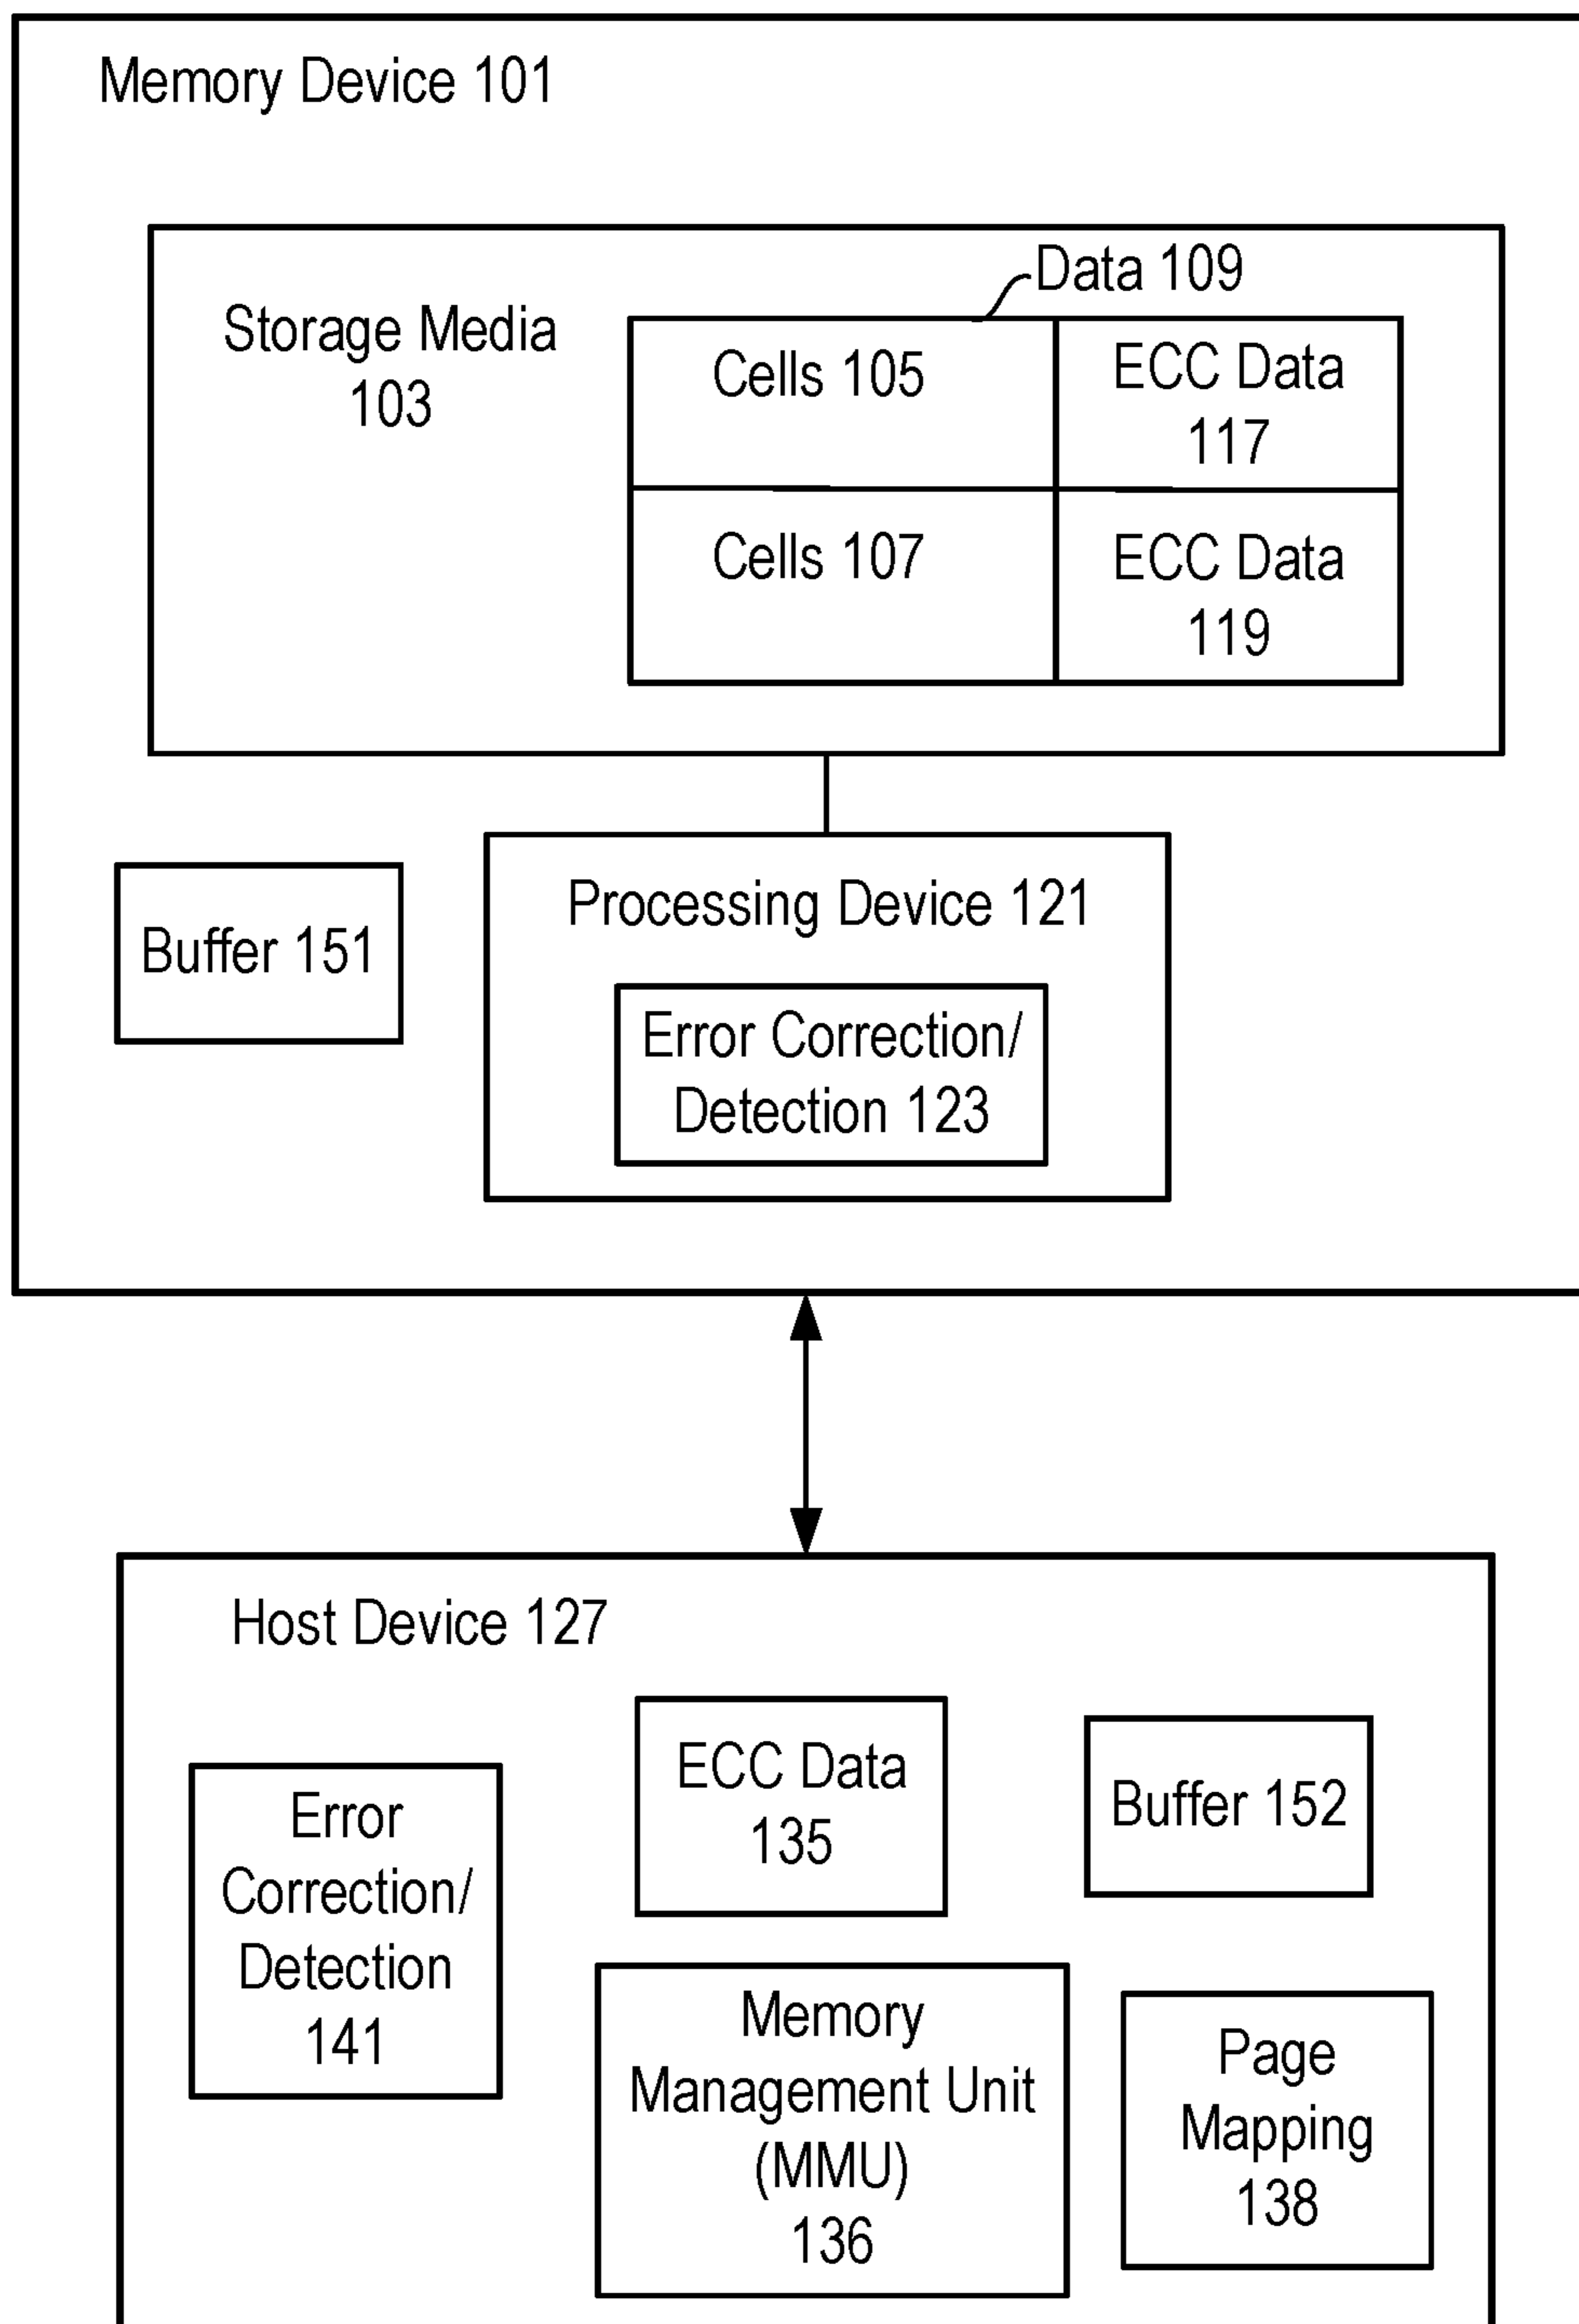 Memory Device 101
Data 109
Storage Media
103
Cells 105
ECC Data
117
Cells 107
ECC Data
119
Buffer 151
Processing Device 121
Error Correction/
Detection 123
Host Device 127
Error
Correction/
Detection
141
ECC Data
135
Buffer 152
Memory
Management Unit
(MMU)
136
Page
Mapping
138